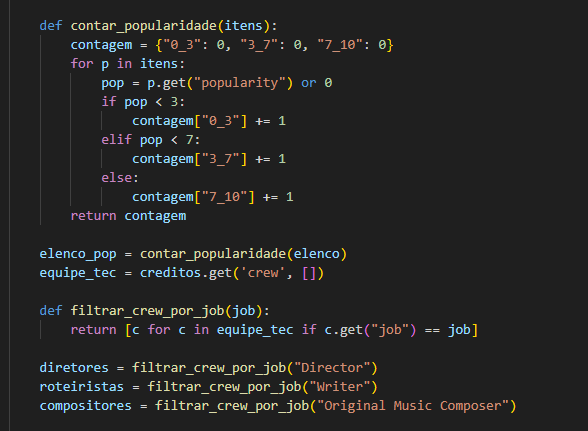 def contar_popularidade(itens):
    contagem = {"0_3": 0, "3_7": 0, "7_10": 0}
    for p in itens:
        pop = p.get("popularity") or 0
        if pop < 3:
            contagem["0_3"] += 1
        elif pop < 7:
            contagem["3_7"] += 1
        else:
            contagem["7_10"] += 1
    return contagem

elenco_pop = contar_popularidade(elenco)
equipe_tec = creditos.get('crew', [])

def filtrar_crew_por_job(job):
    return [c for c in equipe_tec if c.get("job") == job]

diretores = filtrar_crew_por_job("Director")
roteiristas = filtrar_crew_por_job("Writer")
compositores = filtrar_crew_por_job("Original Music Composer")